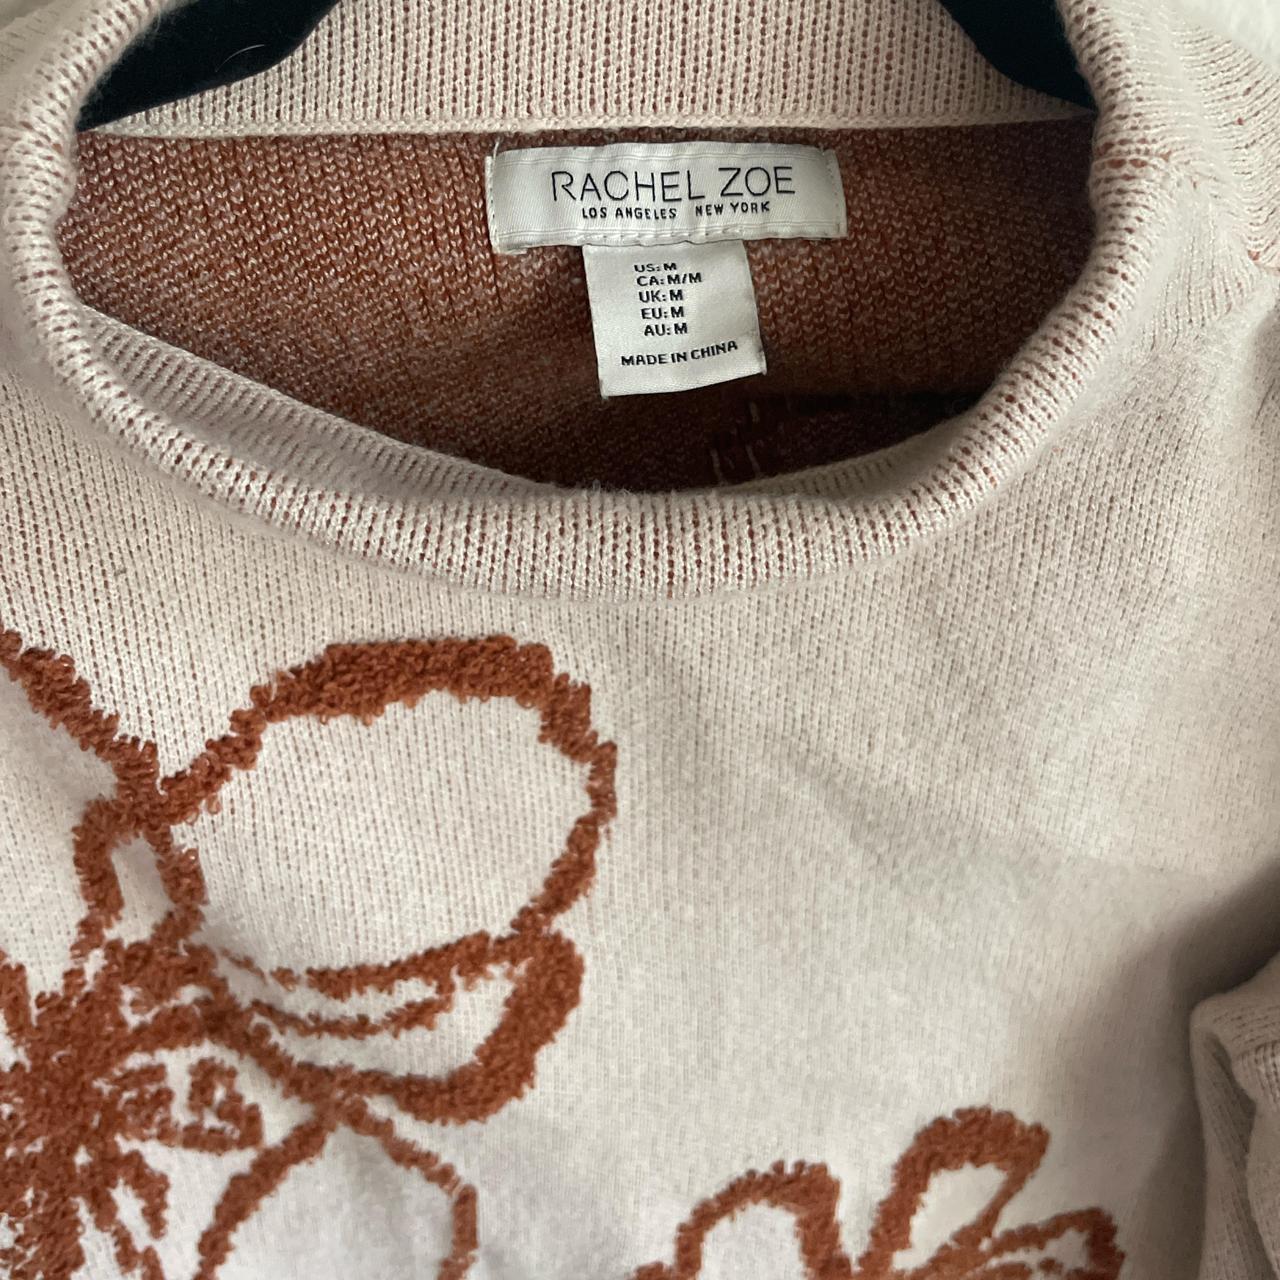 RACHEL ZOE
LOS ANGELES NEW YORK
US: M
CA: M/M
UK: M
EU: M
AU: M
MADE IN CHINA